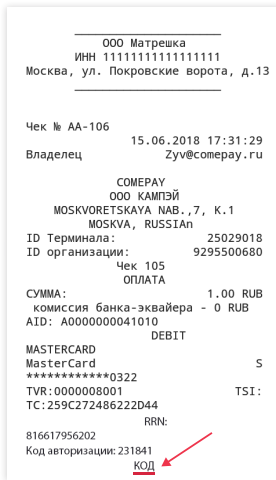 ООО Матрешка
ИНН 11111111111111111
Москва, ул. Покровские ворота, д.13
Чек № АА-106
15.06.2018 17:31:29
Владелец Zyv@comepay.ru
COMEPAY
ООО КАМПЭЙ
MOSKVORETSKAYA NAB.,7, K.1
MOSKVA, RUSSIAn
ID Терминала: 25029018
ID организации: 9295500680
Чек 105
ОПЛАТА
СУММА: 1.00 RUB
комиссия банка-эквайера - 0 RUB
AID: A0000000041010
DEBIT
MASTERCARD
MasterCard S
************0322
TVR:0000008001 TSI:
TC:259C272486222D44
RRN:
816617956202
Код авторизации: 231841
КОД